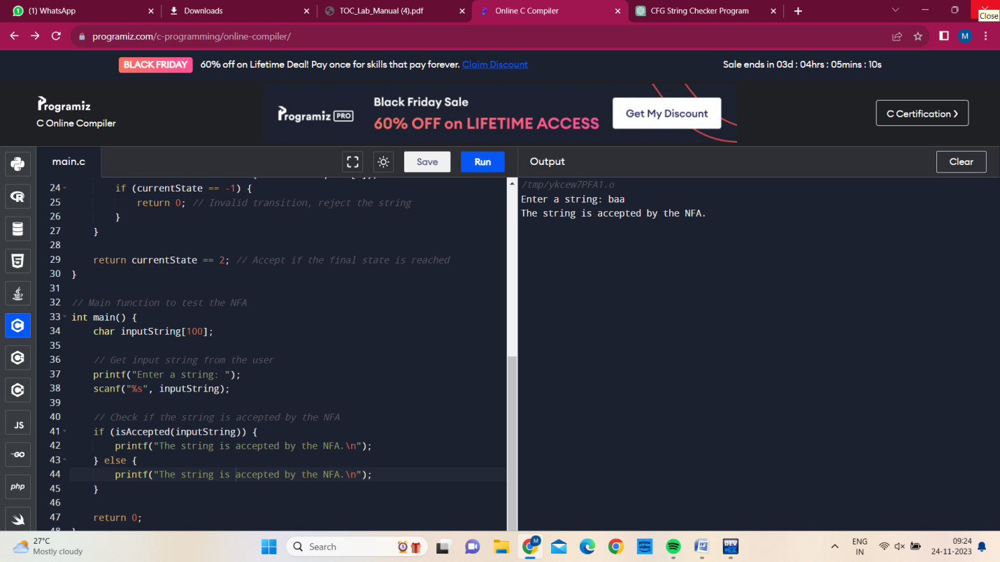 (1) WhatsApp
Downloads
TOC_Lab_Manual (4).pdf
Online C Compiler
CFG String Checker Program
Close
programiz.com/c-programming/online-compiler/
M
BLACK FRIDAY 60% off on Lifetime Deal! Pay once for skills that pay forever. Claim Discount
Sale ends in 03d : 04hrs : 05mins : 10s
Programiz
C Online Compiler
Programiz PRO
Black Friday Sale
60% OFF on LIFETIME ACCESS
Get My Discount
C Certification
main.c
Save
Run
Output
Clear
24 if (currentState == -1) {
25 return 0; // Invalid transition, reject the string
26 }
27 }
28
29 return currentState == 2; // Accept if the final state is reached
30 }
31
32 // Main function to test the NFA
33 int main() {
34 char inputString[100];
35
36 // Get input string from the user
37 printf("Enter a string: ");
38 scanf("%s", inputString);
39
40 // Check if the string is accepted by the NFA
41 if (isAccepted(inputString)) {
42 printf("The string is accepted by the NFA.\n");
43 } else {
44 printf("The string is accepted by the NFA.\n");
45 }
46
47 return 0;
/tmp/ykcew7PFA1.o
Enter a string: baa
The string is accepted by the NFA.
JS
GO
php
27°C
Mostly cloudy
Search
M
prime video
DEV
ENG
IN
09:24
24-11-2023